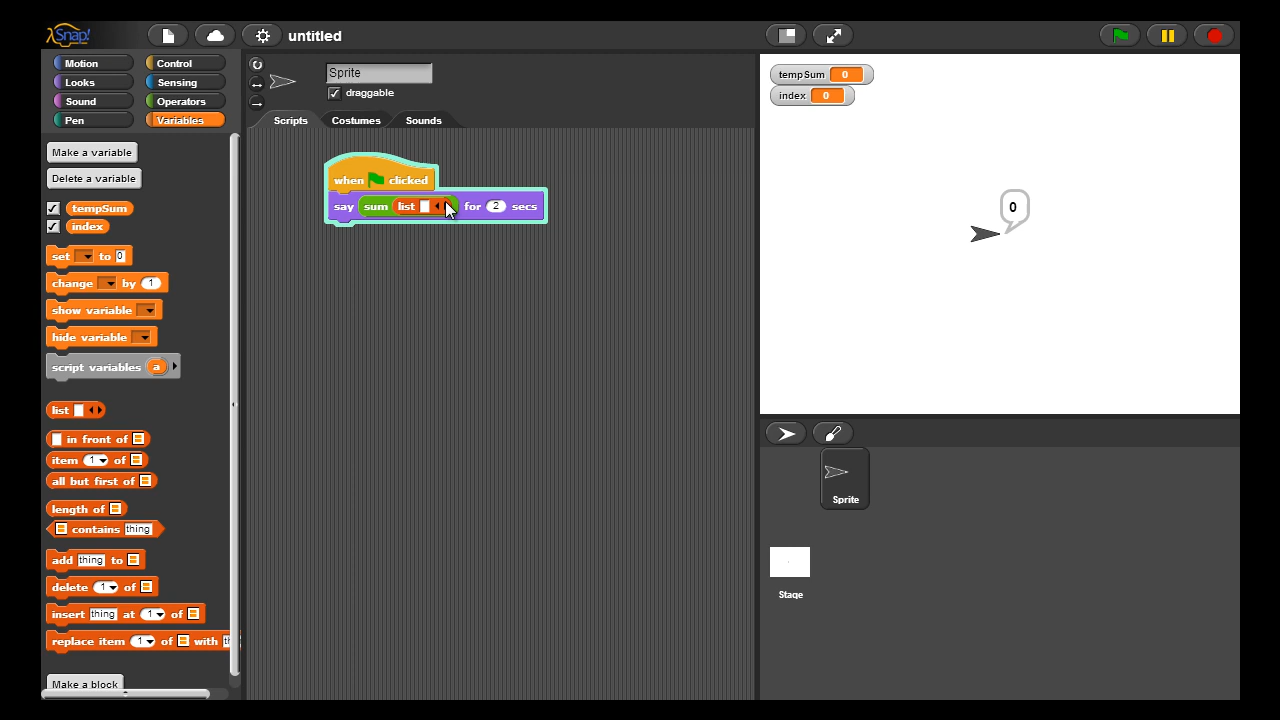 λSnap! untitled
Motion Control
Looks Sensing
Sound Operators
Pen Variables
Make a variable
Delete a variable
tempSum
index
set to 0
change by 1
show variable
hide variable
script variables a
list
in front of
item 1 of
all but first of
length of
contains thing
add thing to
delete 1 of
insert thing at 1 of
replace item 1 of with
Make a block
Sprite
draggable
Scripts Costumes Sounds
when clicked
say sum list for 2 secs
tempSum 0
index 0
0
Sprite
Stage